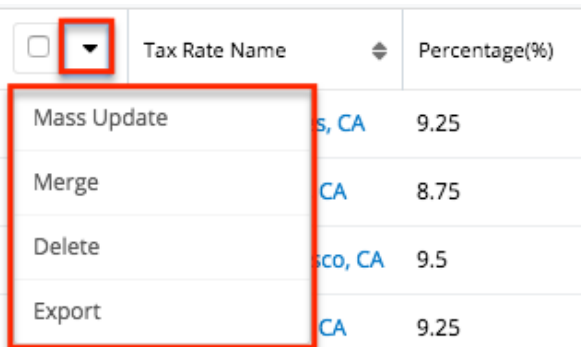 Tax Rate Name Percentage(%)
Mass Update s, CA 9.25
Merge CA 8.75
Delete sco, CA 9.5
Export CA 9.25